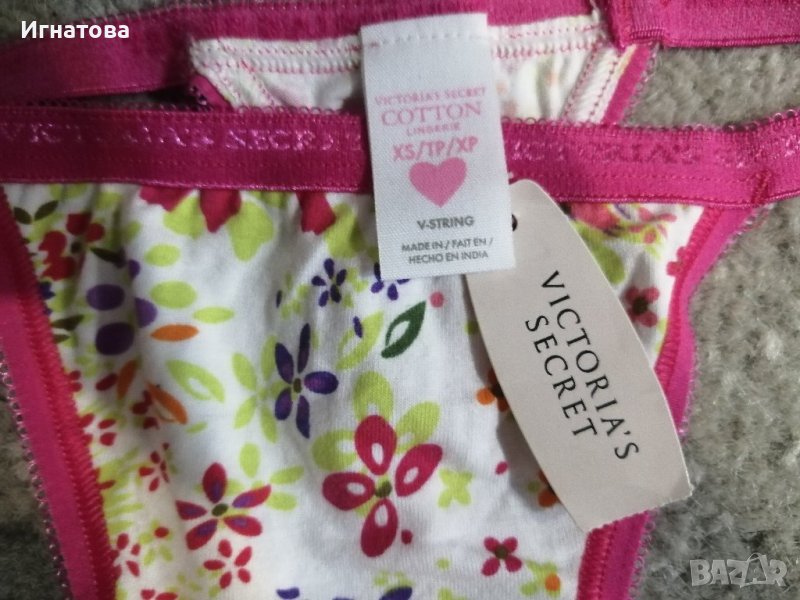 Игнатова
VICTORIA'S SECRET
COTTON
LINGERIE
XS/TP/XP
V-STRING
MADE IN / FAIT EN /
HECHO EN INDIA
VICTORIA'S SECRET
VICTORIA'S
SECRET
BAZAR